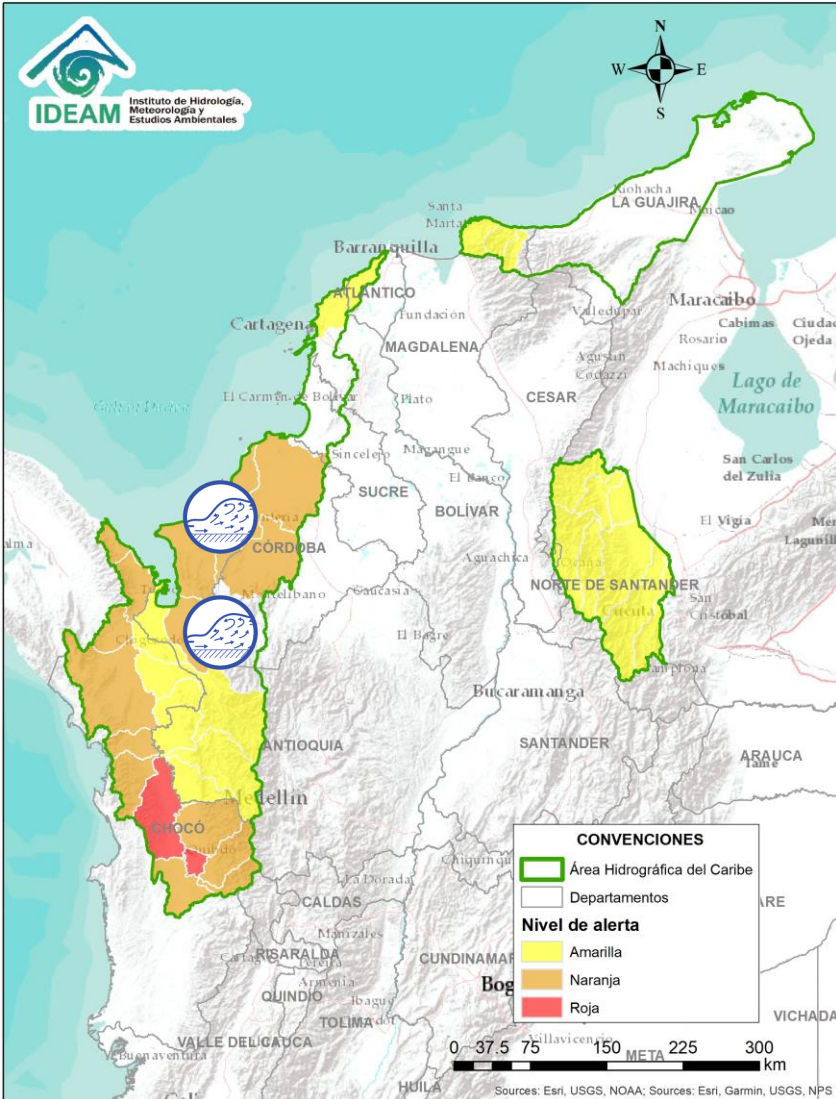 IDEAM
Instituto de Hidrología,
Meteorología y
Estudios Ambientales
N
W
E
S
Riohacha
LA GUAJIRA
Maicao
Santa
Marta
Barranquilla
ATLÁNTICO
Maracaibo
Cartagena
Fundación
Valledupar
Cabimas
Ciudad
Ojeda
Rosario
MAGDALENA
Agustín
Codazzi
Machiques
Lago de
Maracaibo
El Carmen de Bolívar
Plato
CESAR
Sincelejo
Magangué
San Carlos
del Zulia
El Banco
SUCRE
BOLÍVAR
El Vigía
CÓRDOBA
Aguachica
Ocaña
NORTE DE SANTANDER
Montelíbano
Caucasia
Cúcuta
San
Cristóbal
El Bagre
Pamplona
Bucaramanga
ANTIOQUIA
SANTANDER
ARAUCA
Tame
Medellín
CHOCÓ
Quibdó
La Dorada
CALDAS
Manizales
RISARALDA
Pereira
CUNDINAMAR
Armenia
QUINDÍO
Ibagué
Bog
TOLIMA
VICHADA
VALLE DEL CAUCA
Villavicencio
Buenaventura
META
HUILA
CONVENCIONES
Área Hidrográfica del Caribe
Departamentos
Nivel de alerta
Amarilla
Naranja
Roja
0 37.5 75 150 225 300
km
Sources: Esri, USGS, NOAA; Sources: Esri, Garmin, USGS, NPS